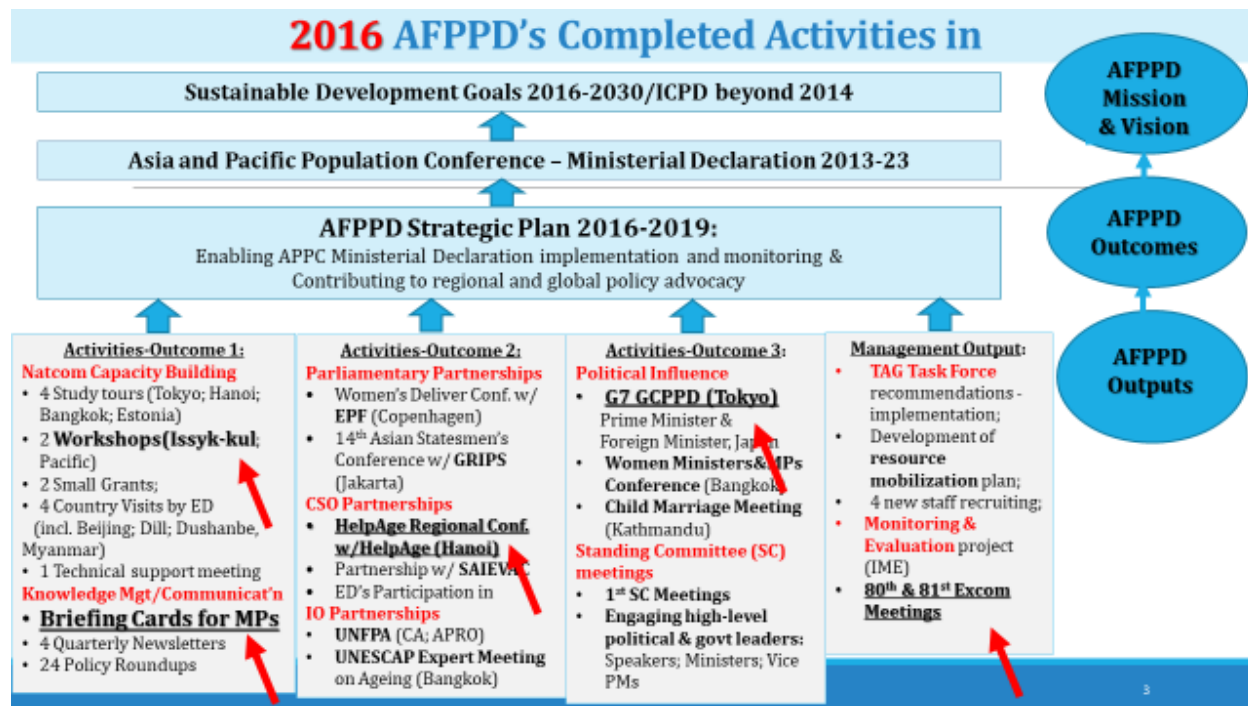 2016 AFPPD's Completed Activities in
Sustainable Development Goals 2016-2030/ICPD beyond 2014
Asia and Pacific Population Conference – Ministerial Declaration 2013-23
AFPPD Strategic Plan 2016-2019:
Enabling APPC Ministerial Declaration implementation and monitoring &
Contributing to regional and global policy advocacy
AFPPD
Mission
& Vision
AFPPD
Outcomes
AFPPD
Outputs
Activities-Outcome 1:
Natcom Capacity Building
• 4 Study tours (Tokyo; Hanoi;
Bangkok; Estonia)
• 2 Workshops(Issyk-kul;
Pacific)
• 2 Small Grants;
• 4 Country Visits by ED
(incl. Beijing; Dill; Dushanbe,
Myanmar)
• 1 Technical support meeting
Knowledge Mgt/Communicat'n
• Briefing Cards for MPs
• 4 Quarterly Newsletters
• 24 Policy Roundups
Activities-Outcome 2:
Parliamentary Partnerships
• Women's Deliver Conf. w/
EPF (Copenhagen)
• 14th Asian Statesmen's
Conference w/ GRIPS
(Jakarta)
CSO Partnerships
• HelpAge Regional Conf.
w/HelpAge (Hanoi)
• Partnership w/ SAIEVAC
• ED's Participation in
IO Partnerships
• UNFPA (CA; APRO)
• UNESCAP Expert Meeting
on Ageing (Bangkok)
Activities-Outcome 3:
Political Influence
• G7 GCPPD (Tokyo)
Prime Minister &
Foreign Minister, Japan
• Women Ministers&MPs
Conference (Bangkok)
• Child Marriage Meeting
(Kathmandu)
Standing Committee (SC)
meetings
• 1st SC Meetings
• Engaging high-level
political & govt leaders:
Speakers; Ministers; Vice
PMs
Management Output:
• TAG Task Force
recommendations -
implementation;
• Development of
resource
mobilization plan;
• 4 new staff recruiting;
• Monitoring &
Evaluation project
(IME)
• 80th & 81st Excom
Meetings
3